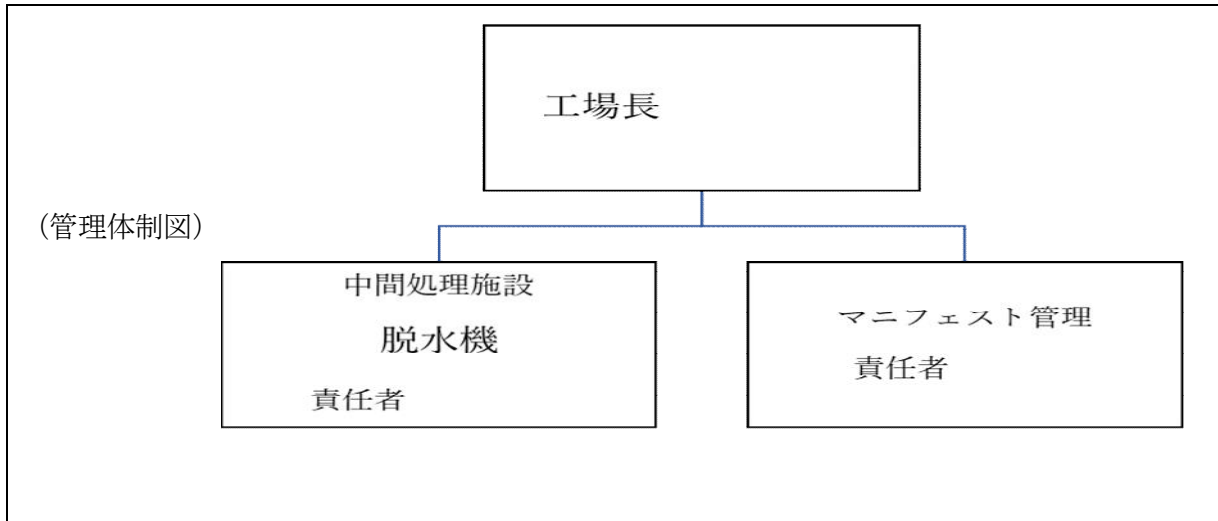 工場長
(管理体制図)
中間処理施設
脱水機
責任者
マニフェスト管理
責任者